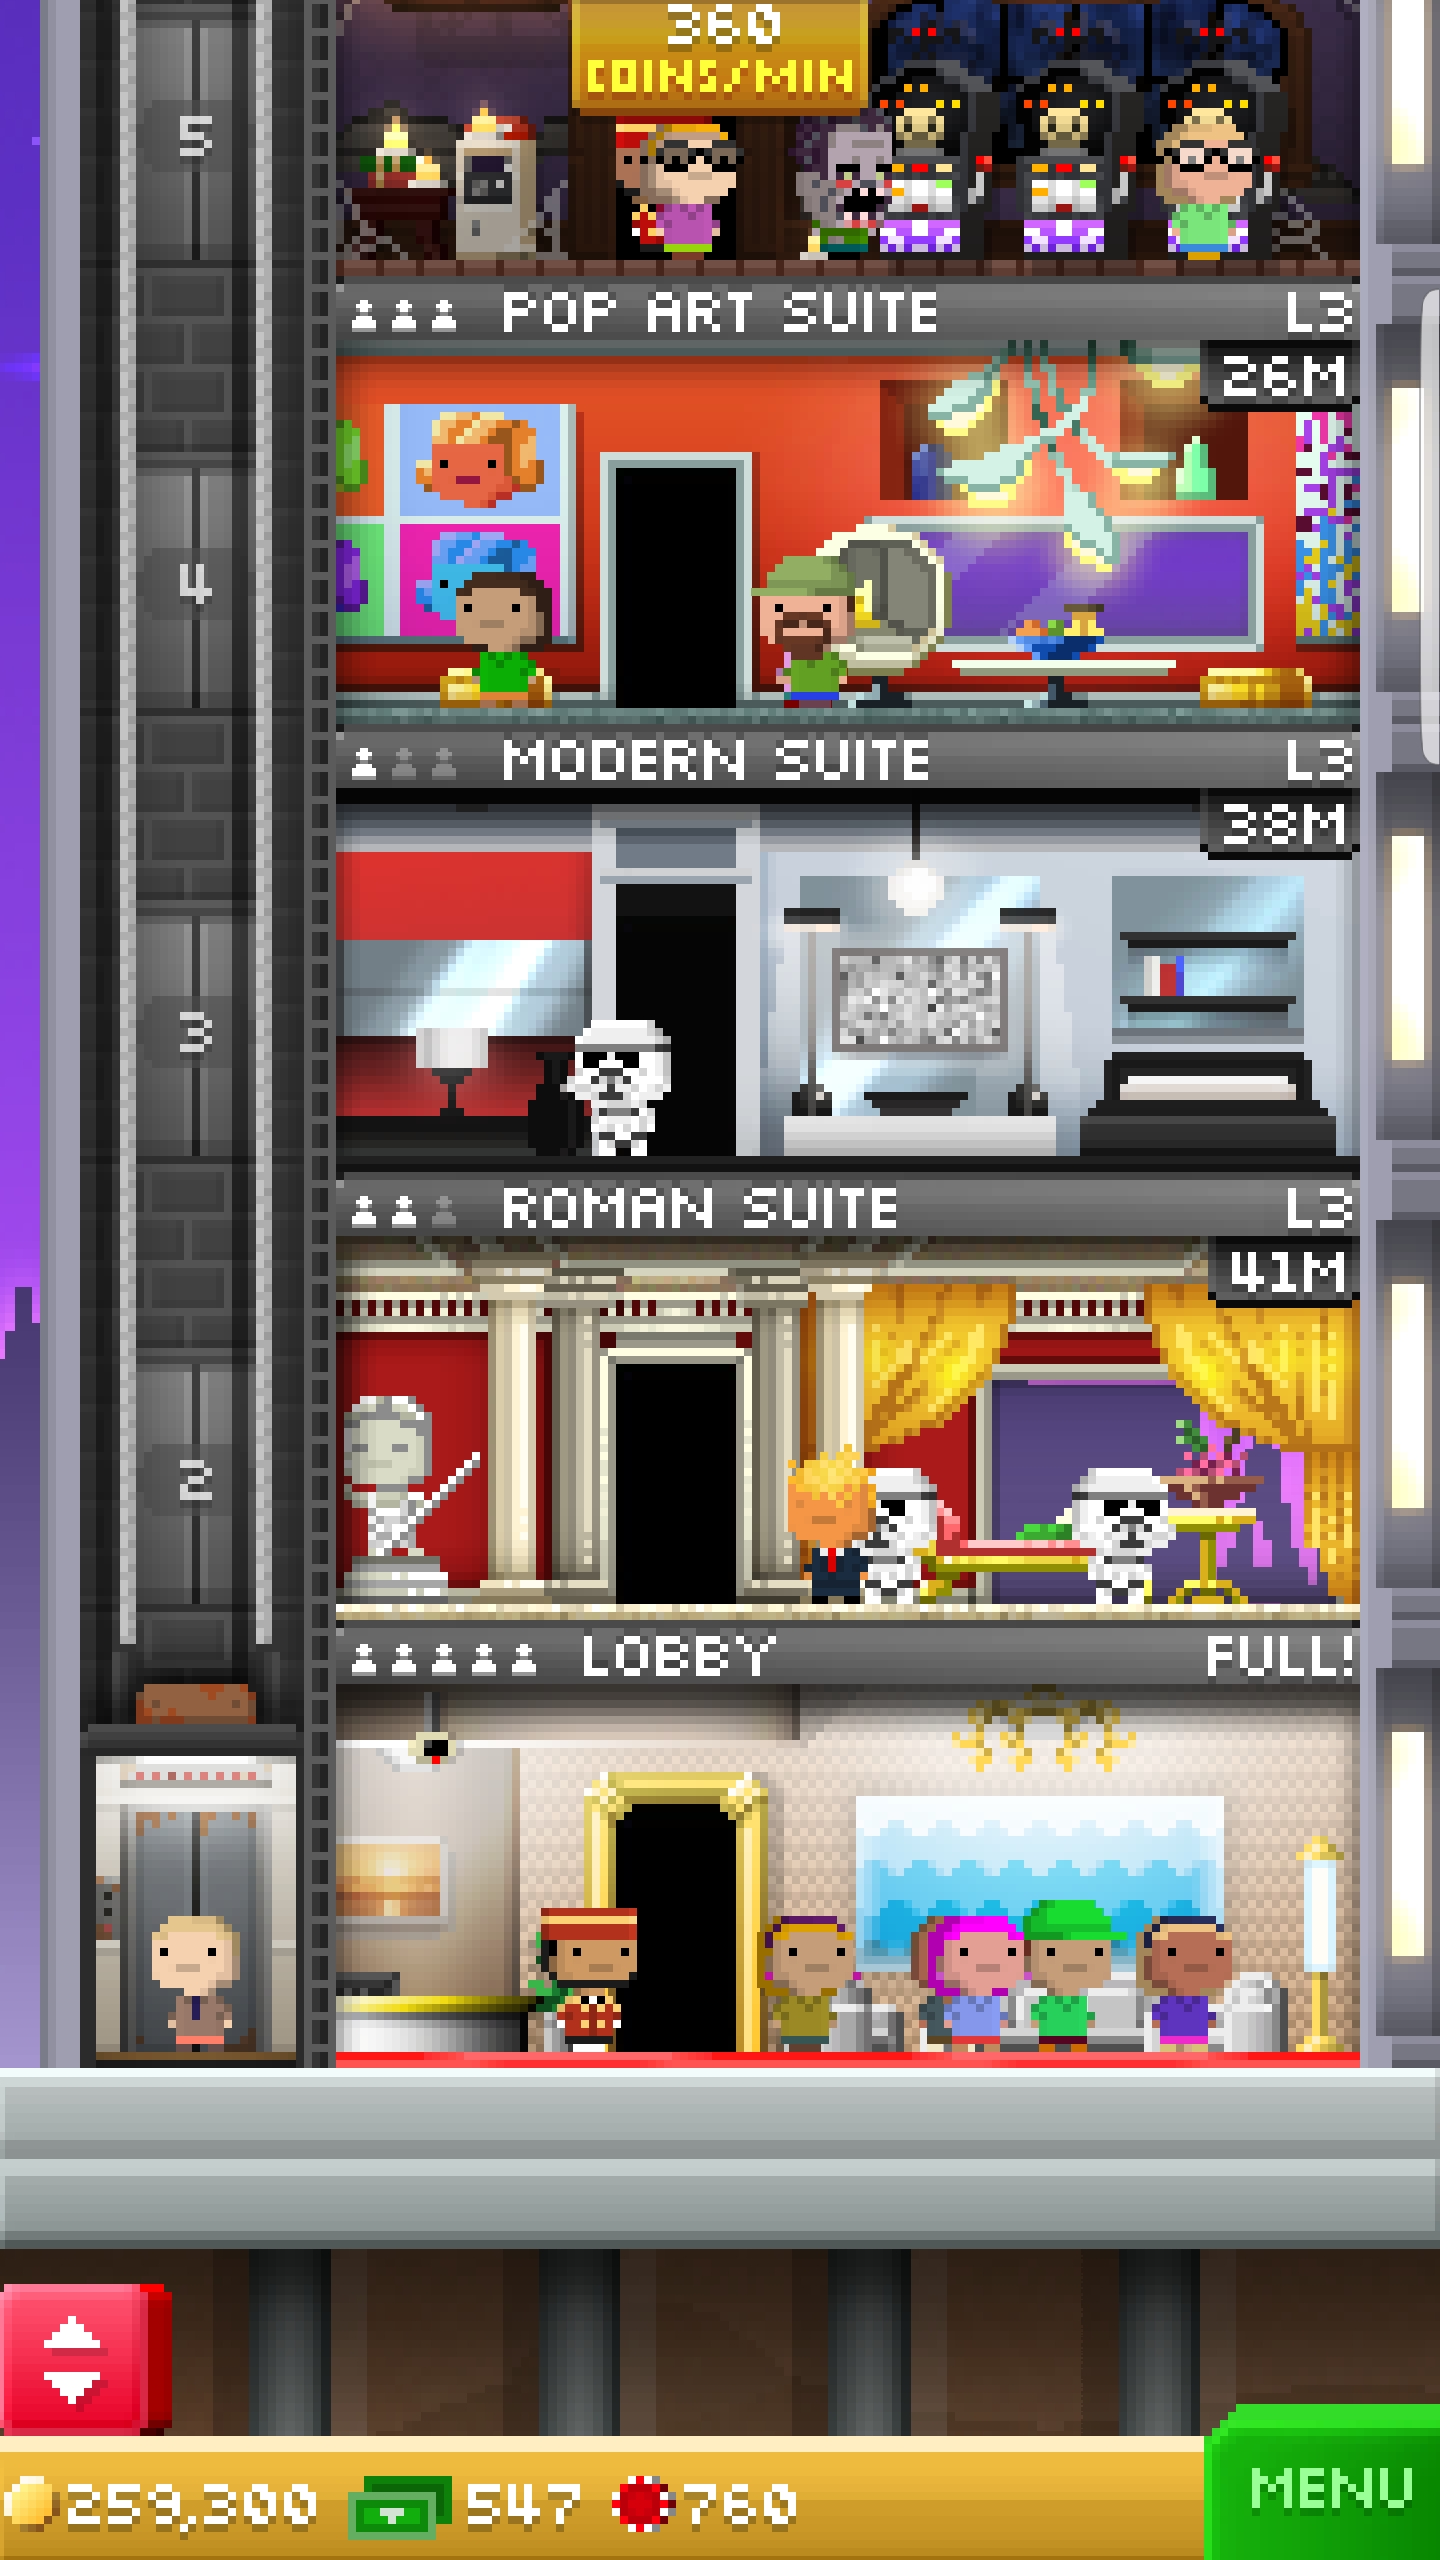 360
COINS/MIN
5
POP ART SUITE L3
26M
4
MODERN SUITE L3
38M
3
ROMAN SUITE L3
41M
2
LOBBY FULL!
259,300 547 760
MENU